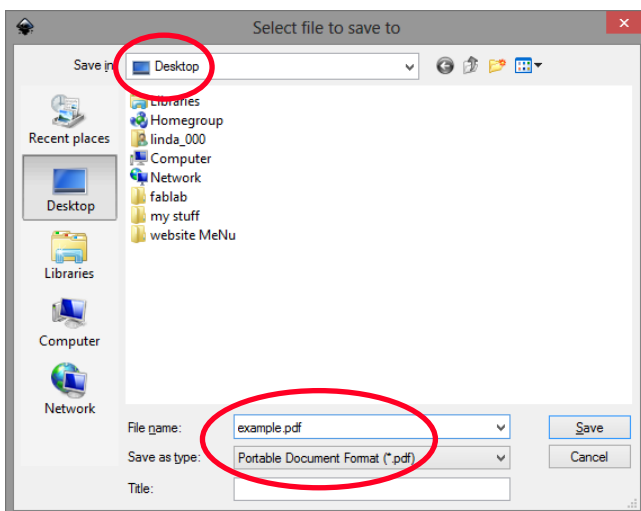 Select file to save to
Save in
Desktop
Recent places
Desktop
Libraries
Computer
Network
Libraries
Homegroup
linda_000
Computer
Network
fablab
my stuff
website MeNu
File name: example.pdf Save
Save as type: Portable Document Format (*.pdf) Cancel
Title: